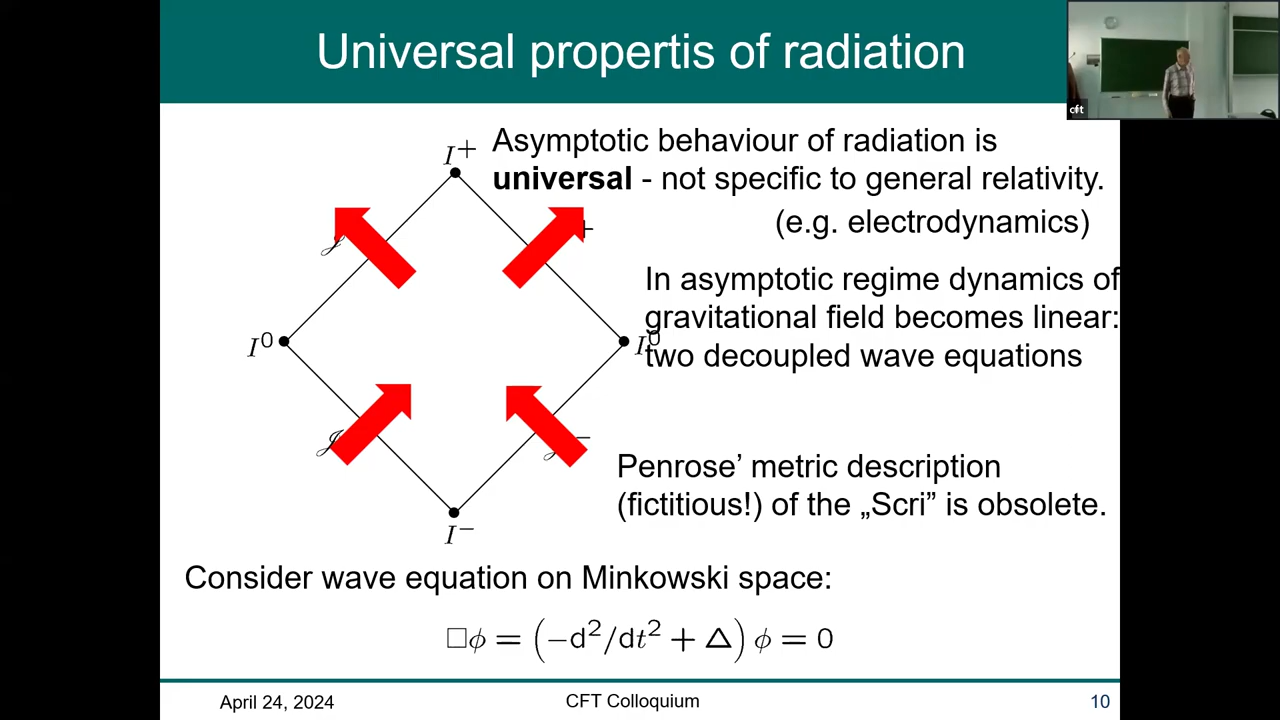 Universal propertis of radiation
cft
Asymptotic behaviour of radiation is
universal - not specific to general relativity.
(e.g. electrodynamics)
In asymptotic regime dynamics of
gravitational field becomes linear:
two decoupled wave equations
Penrose’ metric description
(fictitious!) of the „Scri” is obsolete.
I⁺
I⁰
I⁰
I⁻
Consider wave equation on Minkowski space:
□ϕ = (−d²/dt² + Δ) ϕ = 0
April 24, 2024
CFT Colloquium
10